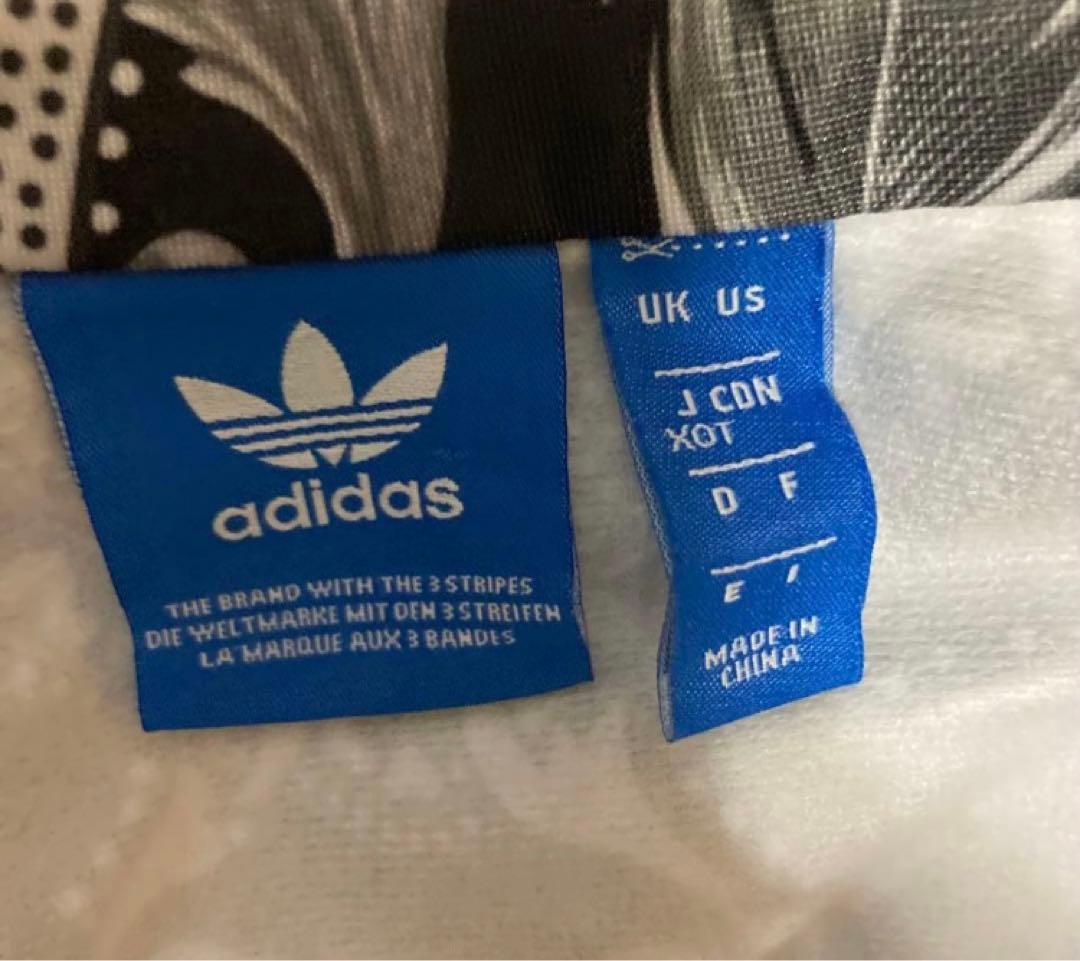 adidas
THE BRAND WITH THE 3 STRIPES
DIE WELTMARKE MIT DEN 3 STREIFEN
LA MARQUE AUX 3 BANDES
UK US
J CDN
XOT
D F
E I
MADE IN
CHINA